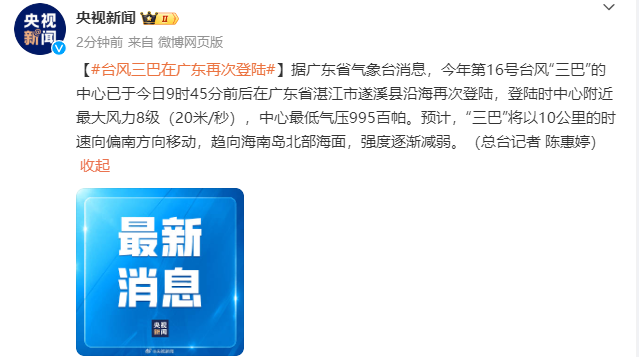 央视新闻 II
央视
新闻
2分钟前 来自 微博网页版
【#台风三巴在广东再次登陆#】据广东省气象台消息，今年第16号台风“三巴”的
中心已于今日9时45分前后在广东省湛江市遂溪县沿海再次登陆，登陆时中心附近
最大风力8级（20米/秒），中心最低气压995百帕。预计，“三巴”将以10公里的时
速向偏南方向移动，趋向海南岛北部海面，强度逐渐减弱。（总台记者 陈惠婷）
收起
最新
消息
央视
新闻
@央视新闻